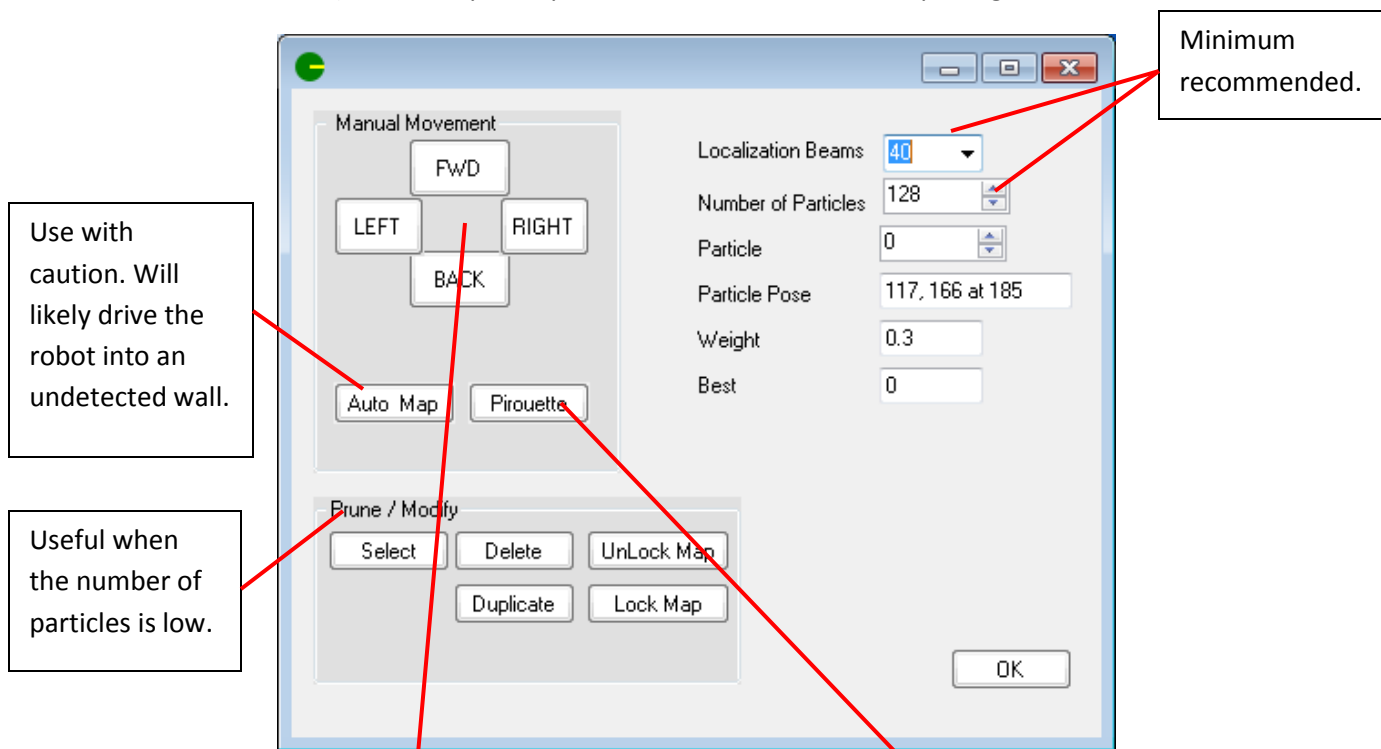 Minimum
recommended.
Manual Movement
FWD
LEFT
RIGHT
BACK
Auto Map
Pirouette
Localization Beams 40
Number of Particles 128
Particle 0
Particle Pose 117, 166 at 185
Weight 0.3
Best 0
Use with
caution. Will
likely drive the
robot into an
undetected wall.
Prune / Modify
Select
Delete
UnLock Map
Duplicate
Lock Map
Useful when
the number of
particles is low.
OK